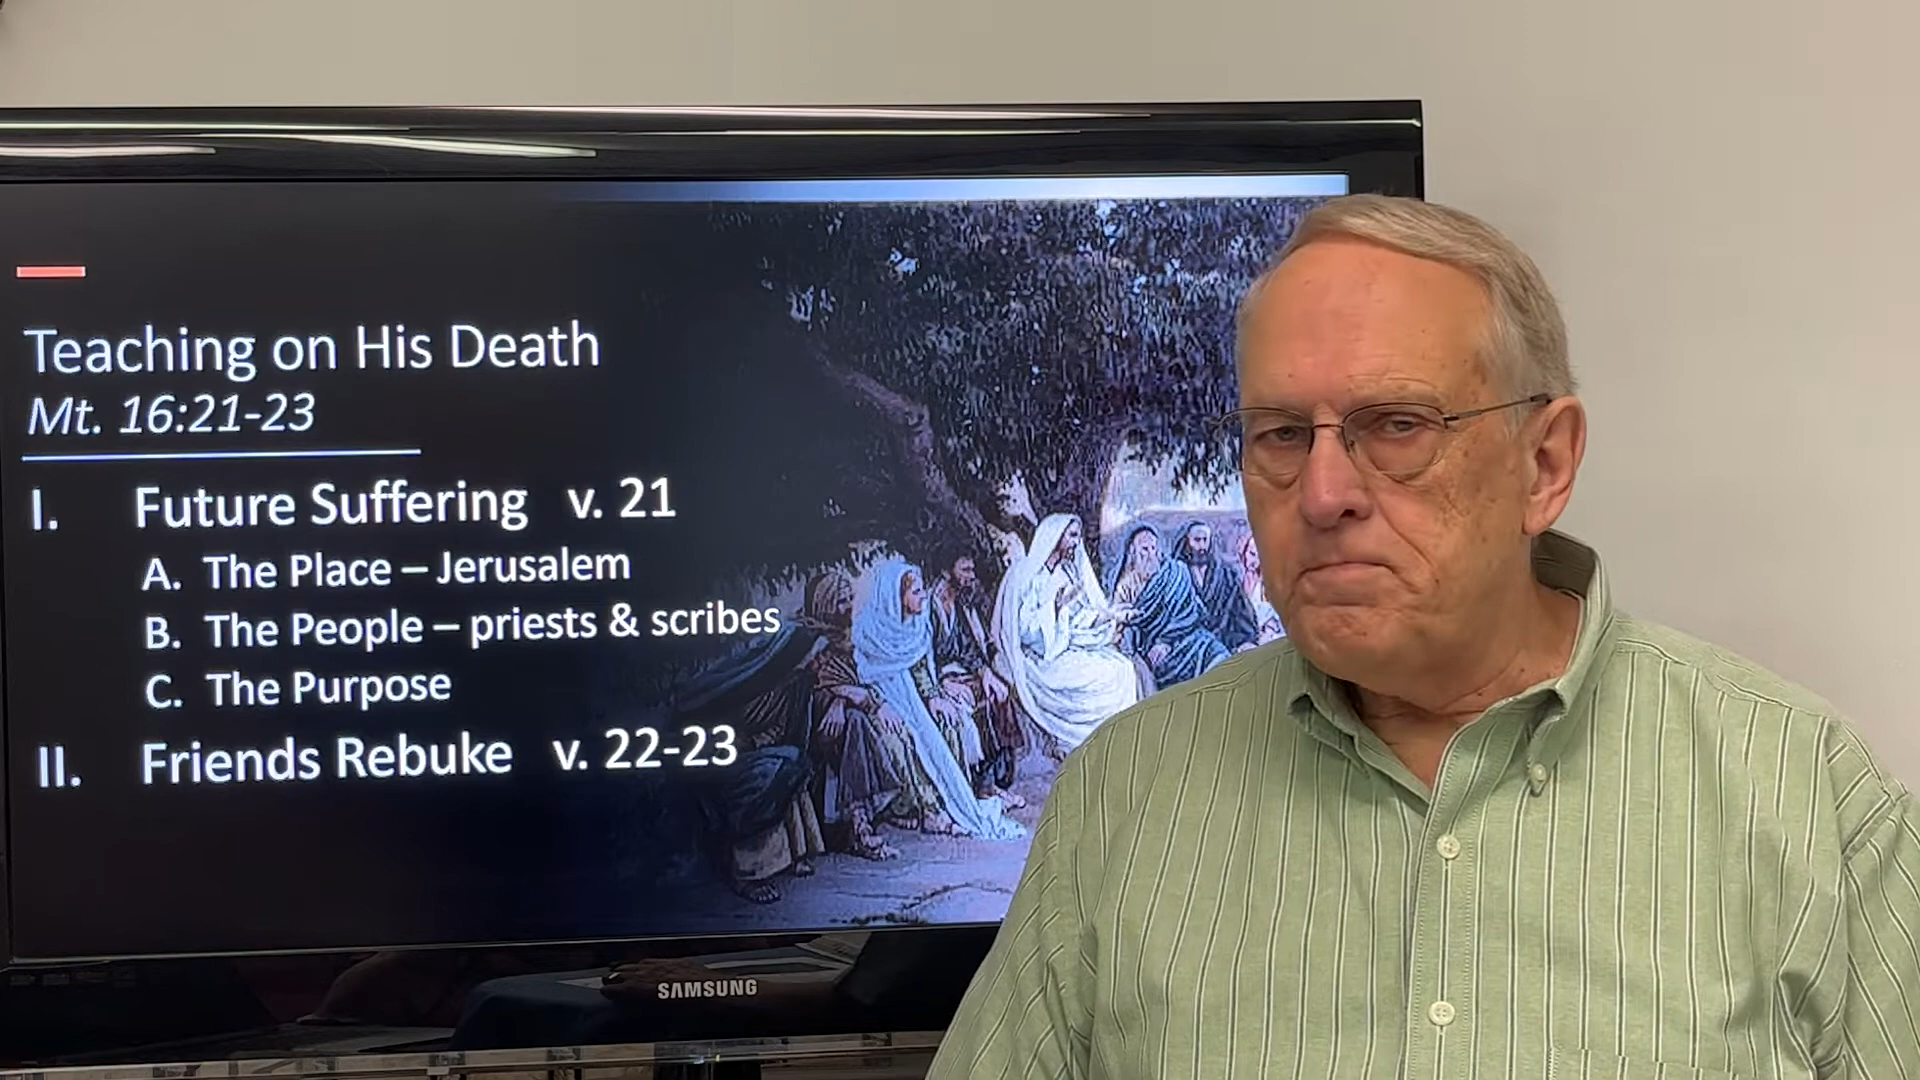 Teaching on His Death
Mt. 16:21-23
I. Future Suffering v. 21
A. The Place – Jerusalem
B. The People – priests & scribes
C. The Purpose
II. Friends Rebuke v. 22-23
SAMSUNG